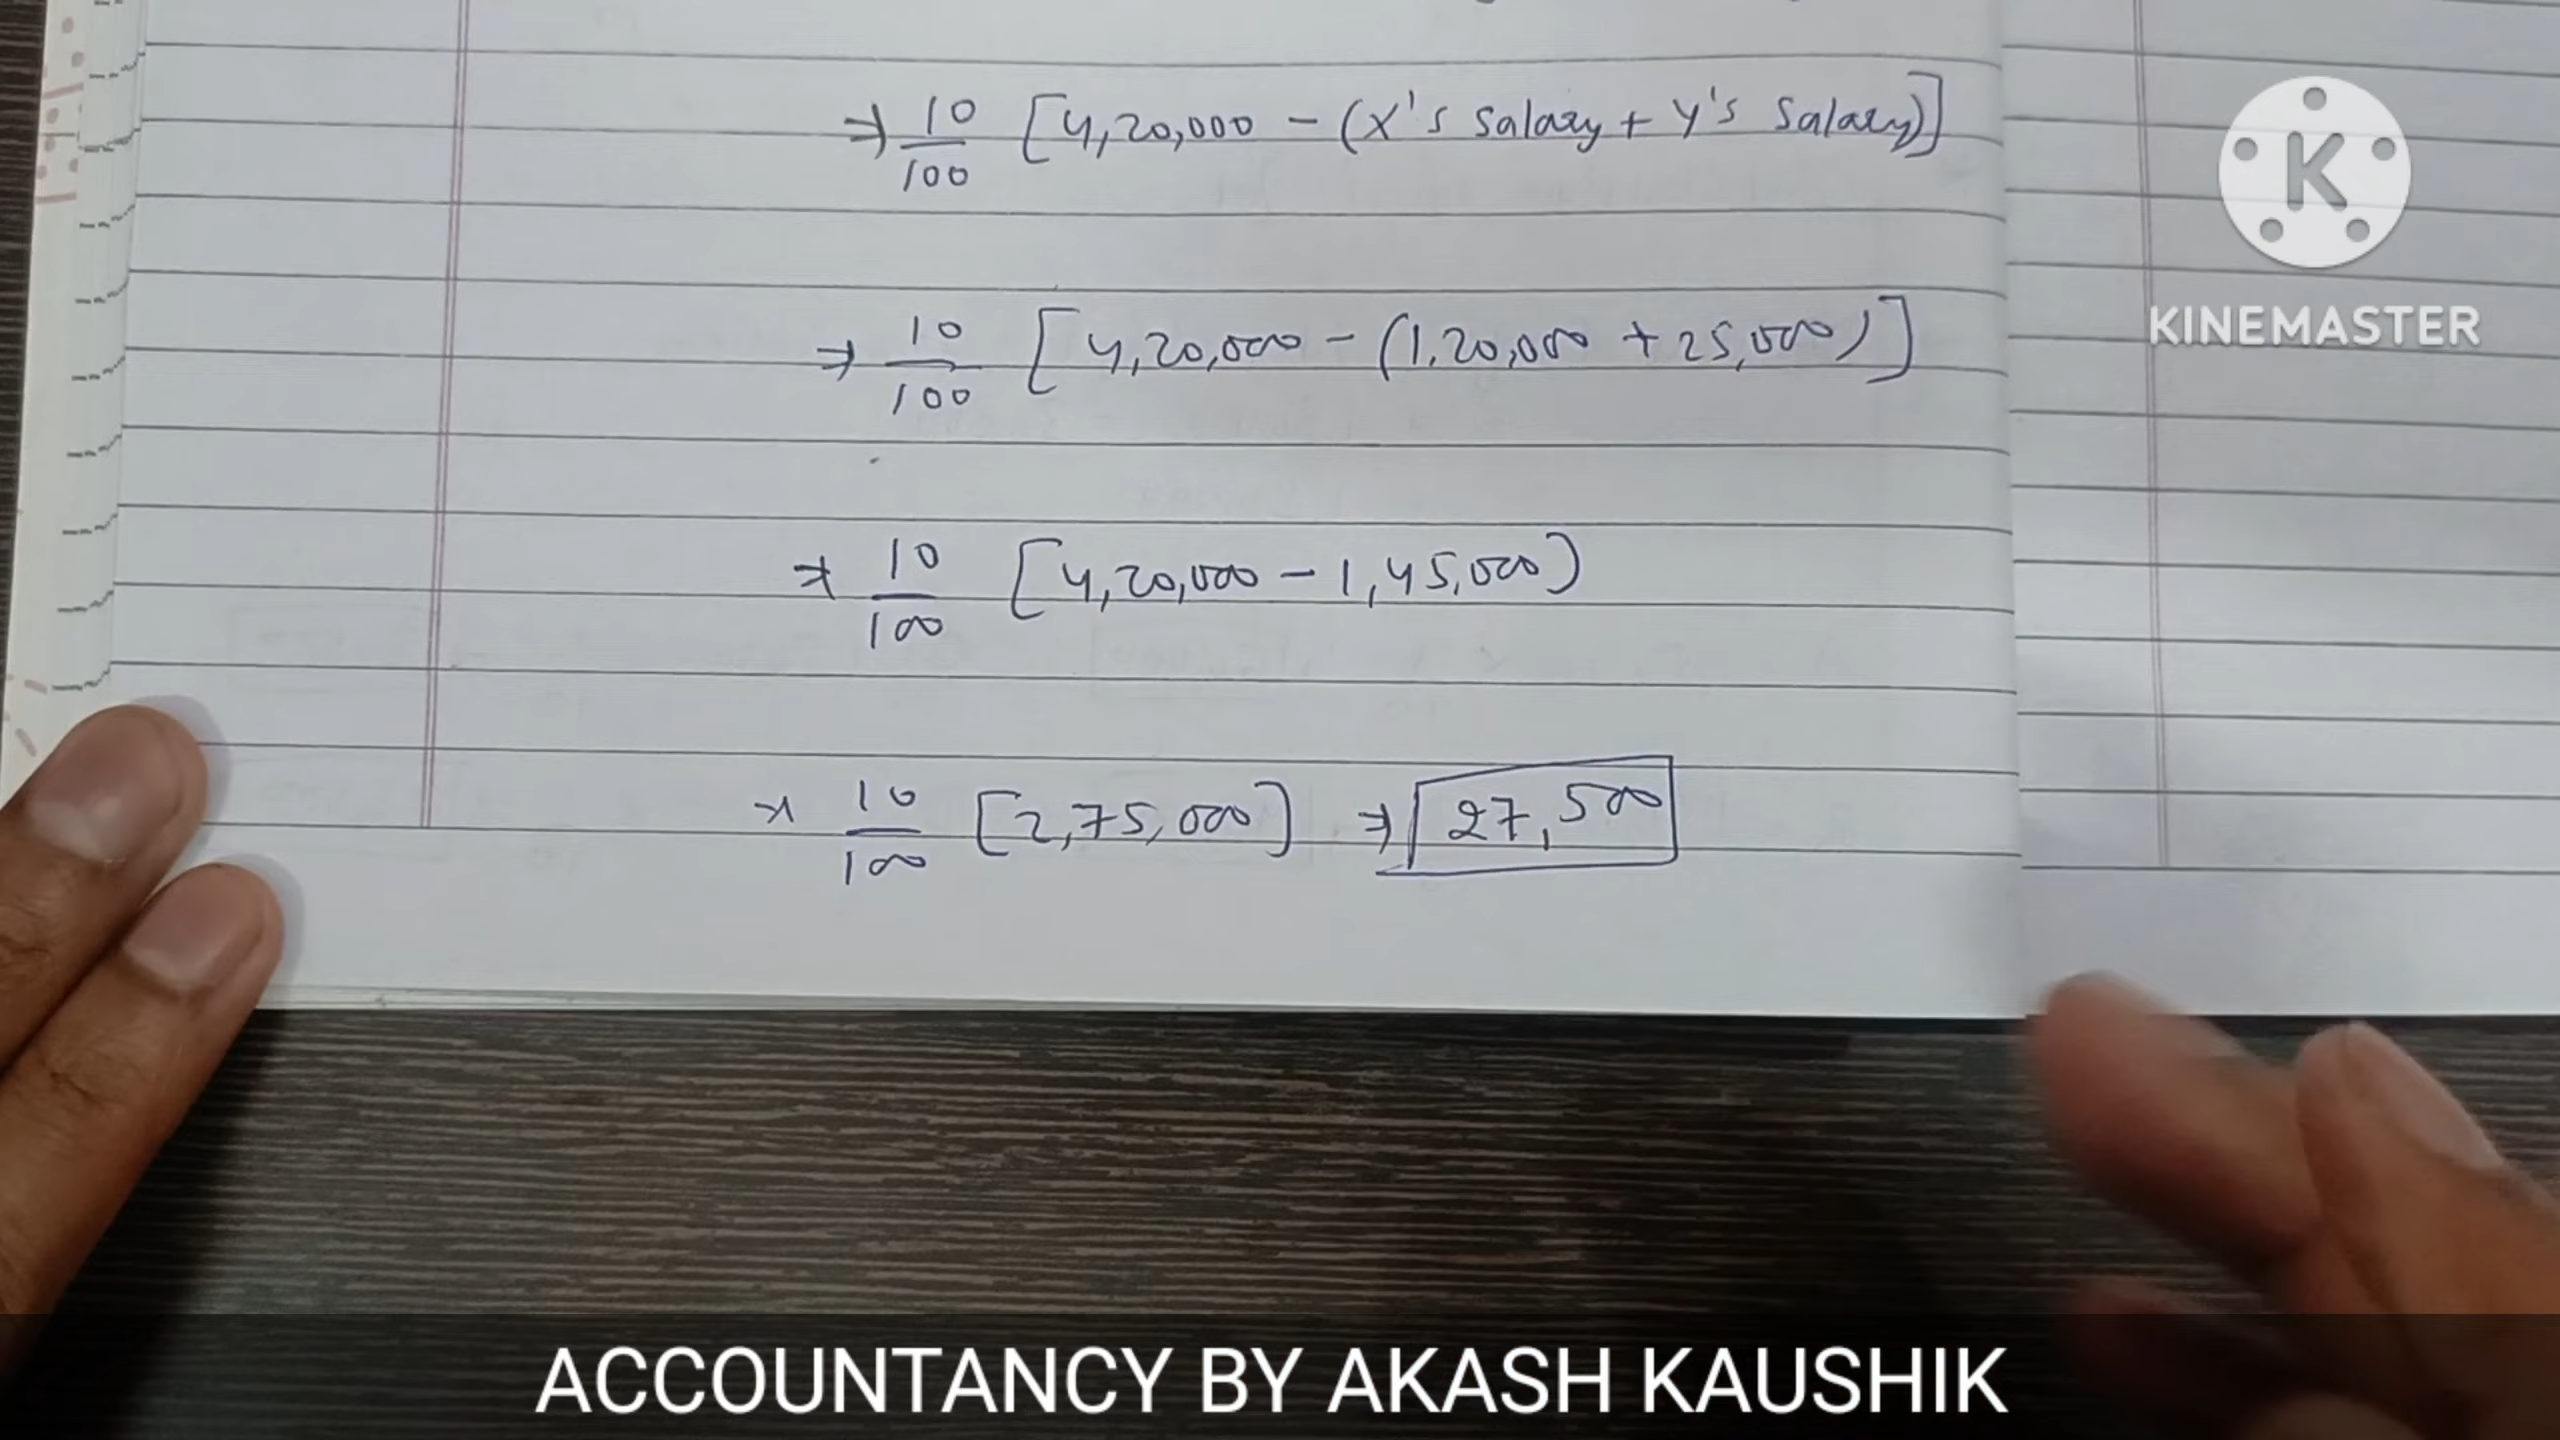 ⇒ 10/100 [4,20,000 - (X's Salary + Y's Salary)]
K
KINEMASTER
⇒ 10/100 [4,20,000 - (1,20,000 + 25,000)]
⇒ 10/100 [4,20,000 - 1,45,000)
⇒ 10/100 [2,75,000] ⇒ 27,500
ACCOUNTANCY BY AKASH KAUSHIK